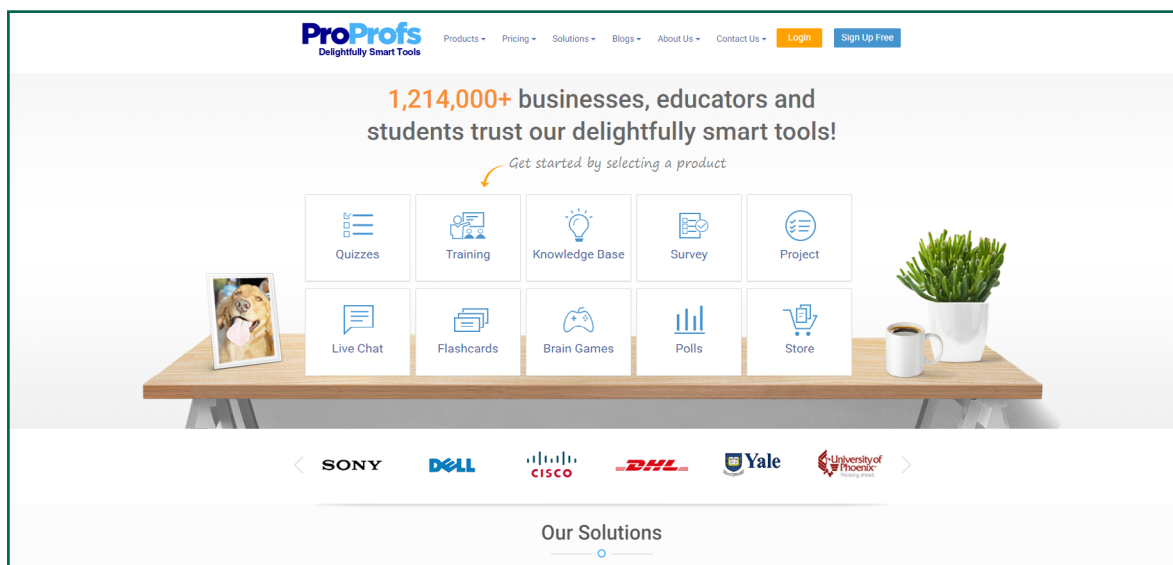 ProProfs
Delightfully Smart Tools
Products
Pricing
Solutions
Blogs
About Us
Contact Us
Login
Sign Up Free
1,214,000+ businesses, educators and
students trust our delightfully smart tools!
Get started by selecting a product
Quizzes
Training
Knowledge Base
Survey
Project
Live Chat
Flashcards
Brain Games
Polls
Store
SONY
DELL
CISCO
DHL
Yale
University of
Phoenix
Thinking ahead.
Our Solutions